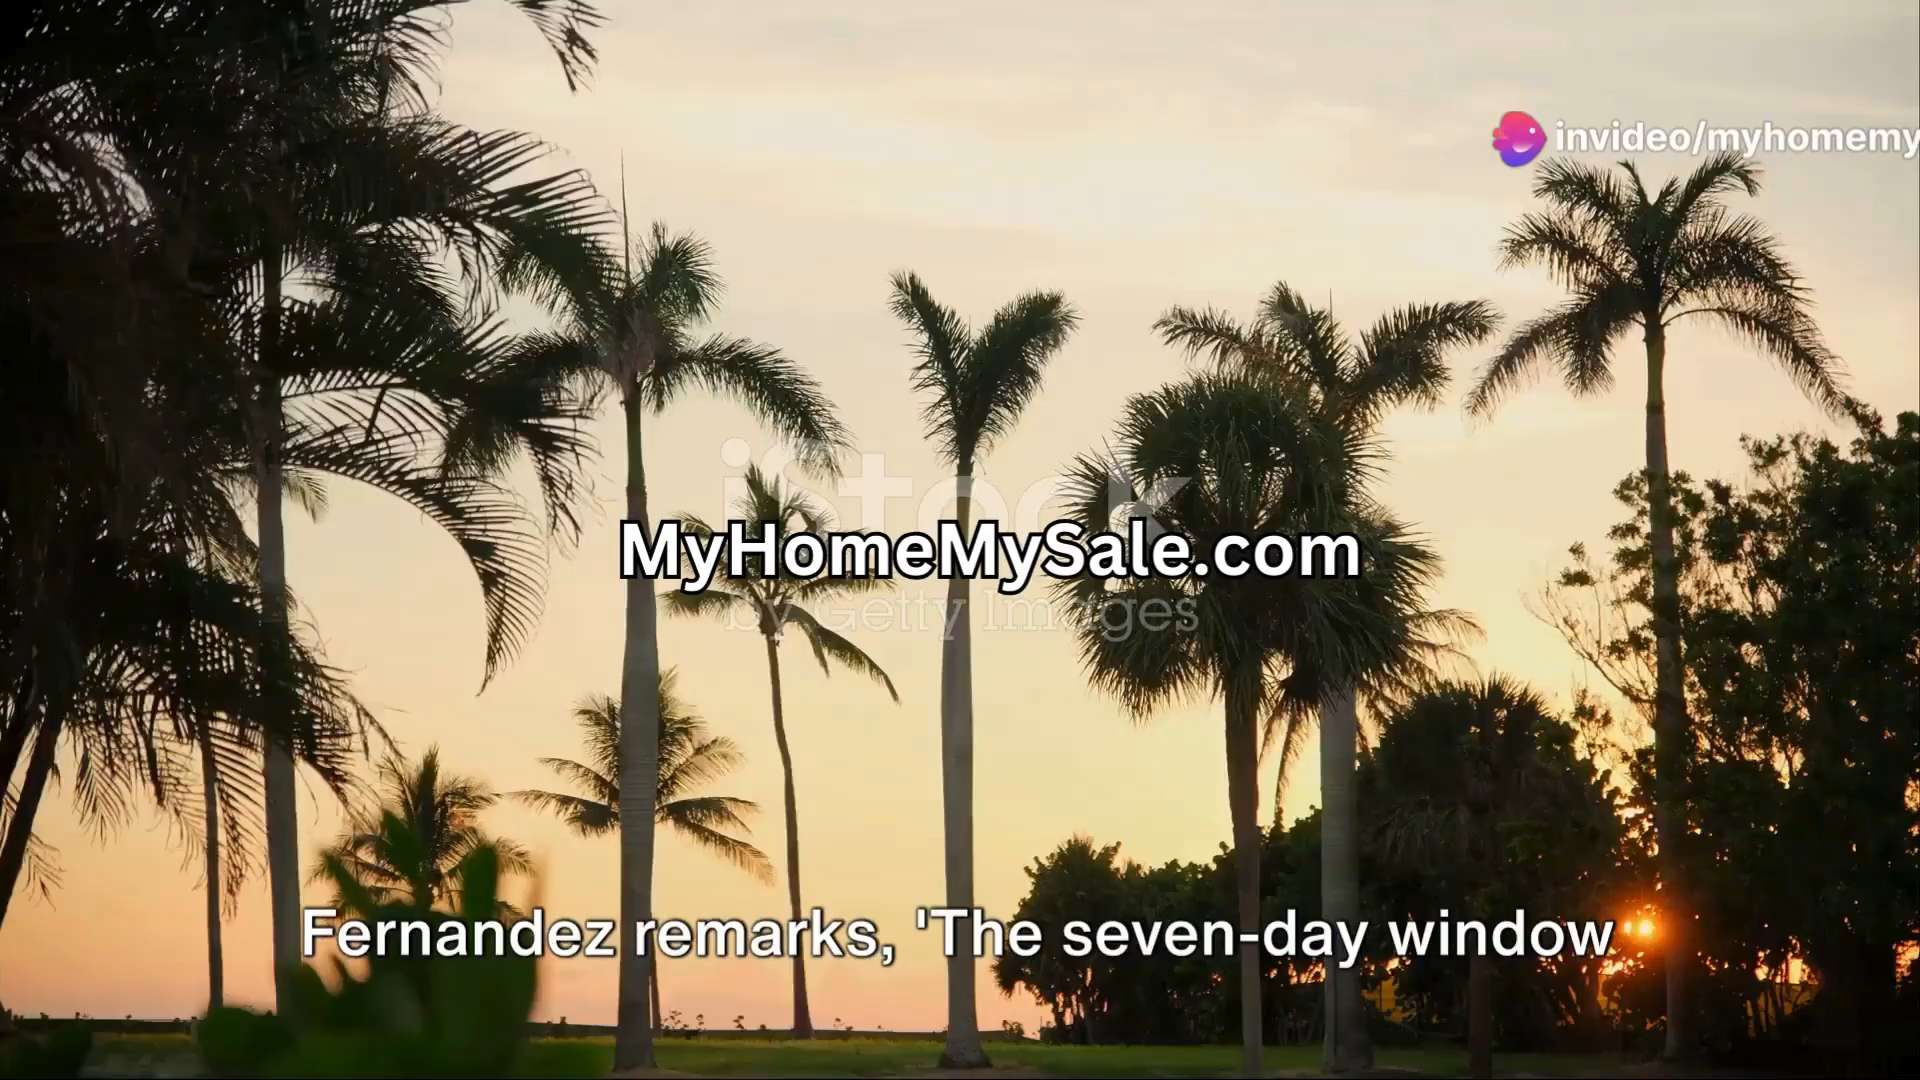 invideo/myhomemy
iStock
MyHomeMySale.com
by Getty Images
Fernandez remarks, 'The seven-day window